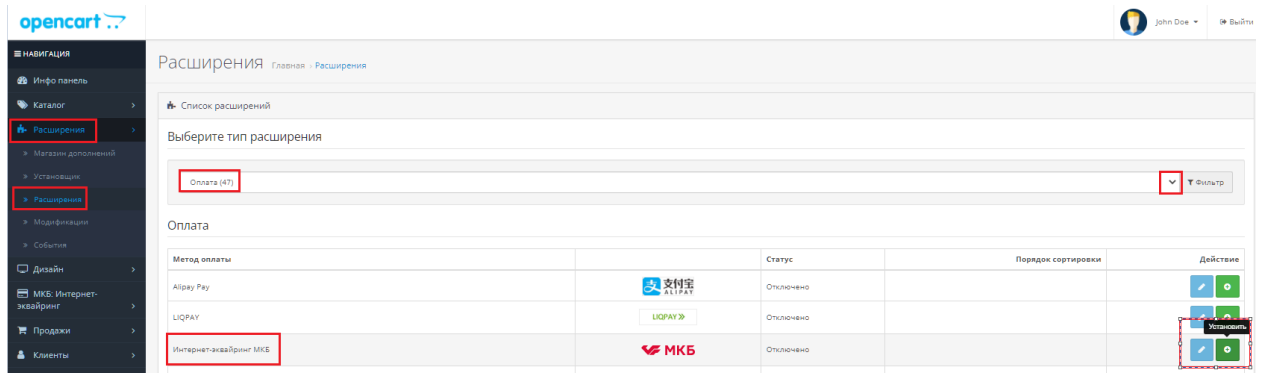 opencart
John Doe
Выйти
НАВИГАЦИЯ
Инфо панель
Каталог
Расширения
Магазин дополнений
Установщик
Расширения
Модификации
События
Дизайн
МКБ: Интернет-
эквайринг
Продажи
Клиенты
Расширения Главная › Расширения
Список расширений
Выберите тип расширения
Оплата (47)
Фильтр
Оплата
Метод оплаты Статус Порядок сортировки Действие
Alipay Pay 支 支付宝 ALIPAY Отключено
LIQPAY LIQPAY Отключено
Установить
Интернет-эквайринг МКБ МКБ Отключено